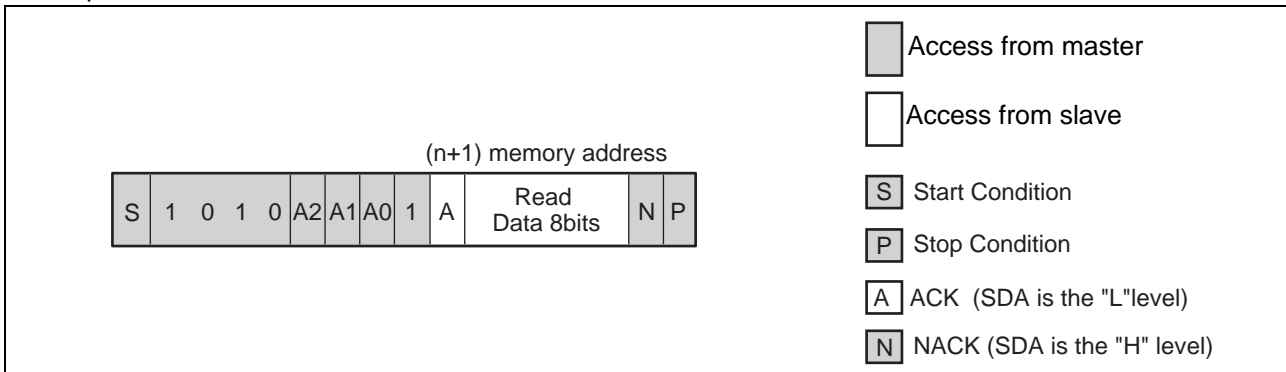 (n+1) memory address
S 1 0 1 0 A2 A1 A0 1 A Read Data 8bits N P
Access from master
Access from slave
S Start Condition
P Stop Condition
A ACK (SDA is the "L"level)
N NACK (SDA is the "H" level)